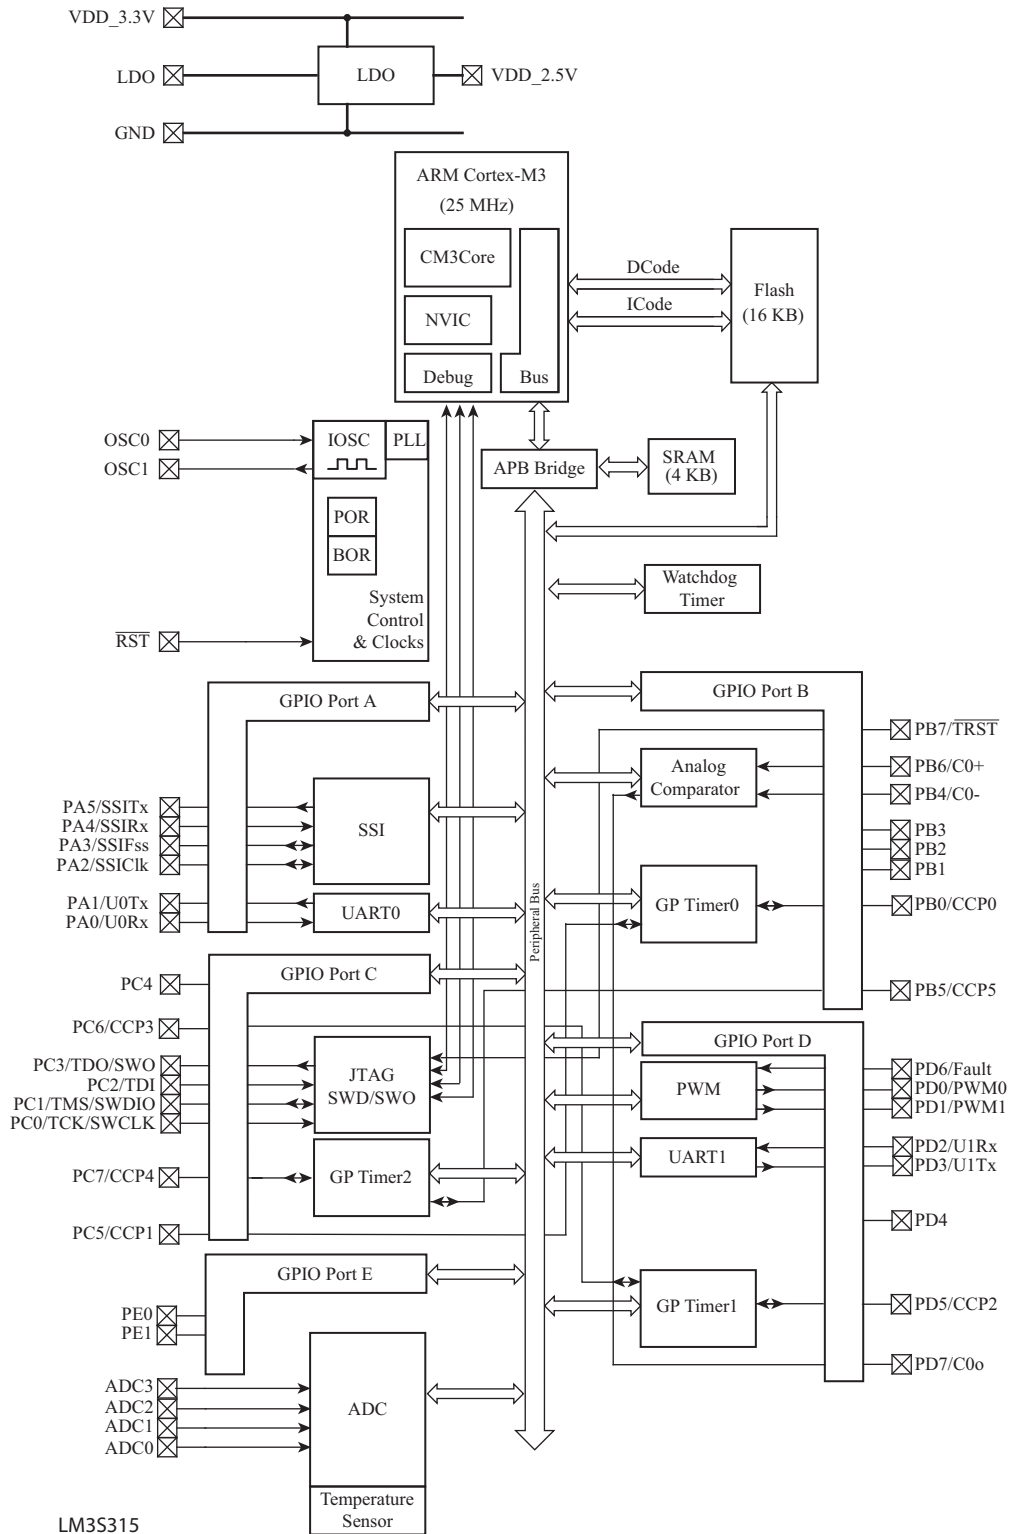 VDD_3.3V
LDO
LDO
VDD_2.5V
GND
ARM Cortex-M3
(25 MHz)
CM3Core
NVIC
Debug
Bus
DCode
ICode
Flash
(16 KB)
OSC0
OSC1
IOSC
PLL
POR
BOR
System
Control
& Clocks
RST
APB Bridge
SRAM
(4 KB)
Watchdog
Timer
Peripheral Bus
GPIO Port A
PA5/SSITx
PA4/SSIRx
PA3/SSIFss
PA2/SSIClk
SSI
PA1/U0Tx
PA0/U0Rx
UART0
GPIO Port B
PB7/TRST
PB6/C0+
PB4/C0-
Analog
Comparator
PB3
PB2
PB1
GP Timer0
PB0/CCP0
PB5/CCP5
GPIO Port C
PC4
PC6/CCP3
PC3/TDO/SWO
PC2/TDI
PC1/TMS/SWDIO
PC0/TCK/SWCLK
JTAG
SWD/SWO
PC7/CCP4
GP Timer2
PC5/CCP1
GPIO Port D
PWM
PD6/Fault
PD0/PWM0
PD1/PWM1
UART1
PD2/U1Rx
PD3/U1Tx
PD4
GP Timer1
PD5/CCP2
PD7/C0o
GPIO Port E
PE0
PE1
ADC3
ADC2
ADC1
ADC0
ADC
Temperature
Sensor
LM3S315